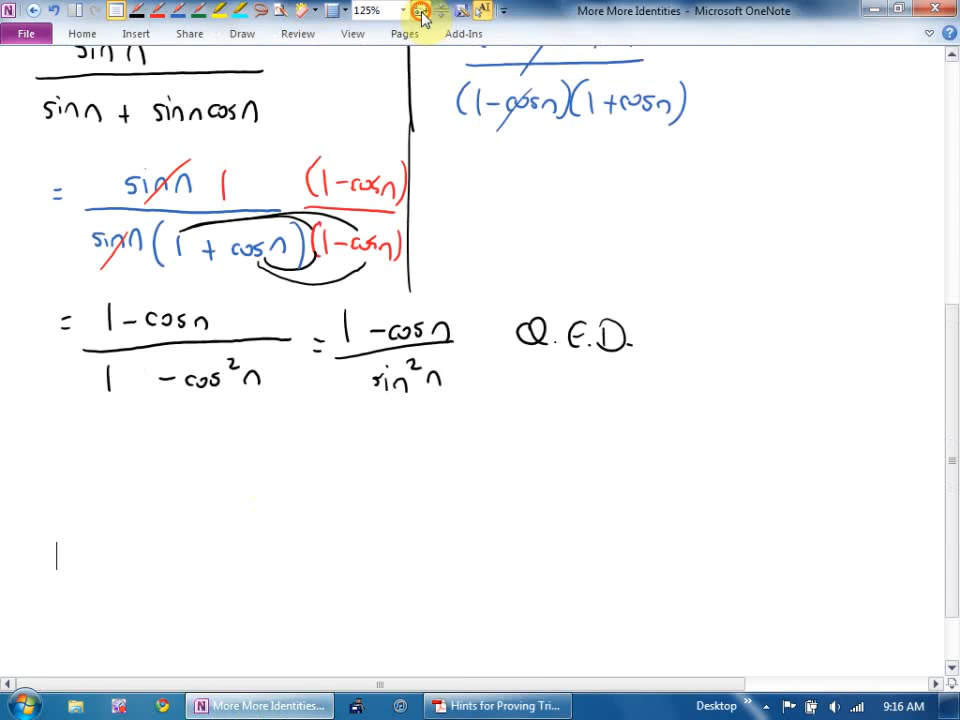 125%
More More Identities - Microsoft OneNote
File Home Insert Share Draw Review View Pages Add-Ins
sin n
sin n + sin n cos n
(1-cos n)(1+cos n)
= sin n 1 (1-cos n)
sin n (1 + cos n) (1-cos n)
= 1 - cos n = 1 - cos n Q.E.D.
1 - cos² n sin² n
More More Identities... Hints for Proving Tri... Desktop 9:16 AM